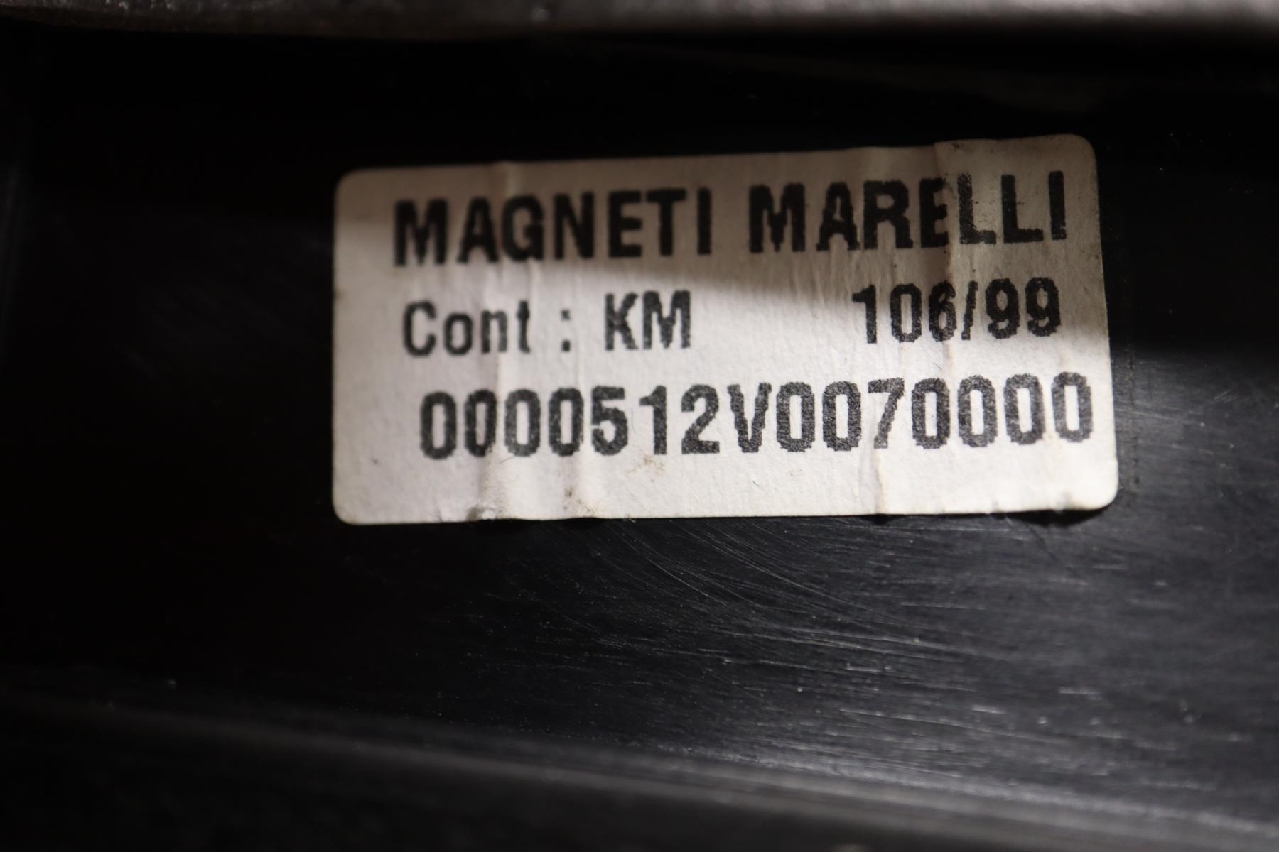 MAGNETI MARELLI
Cont : KM 106/99
0000512V0070000